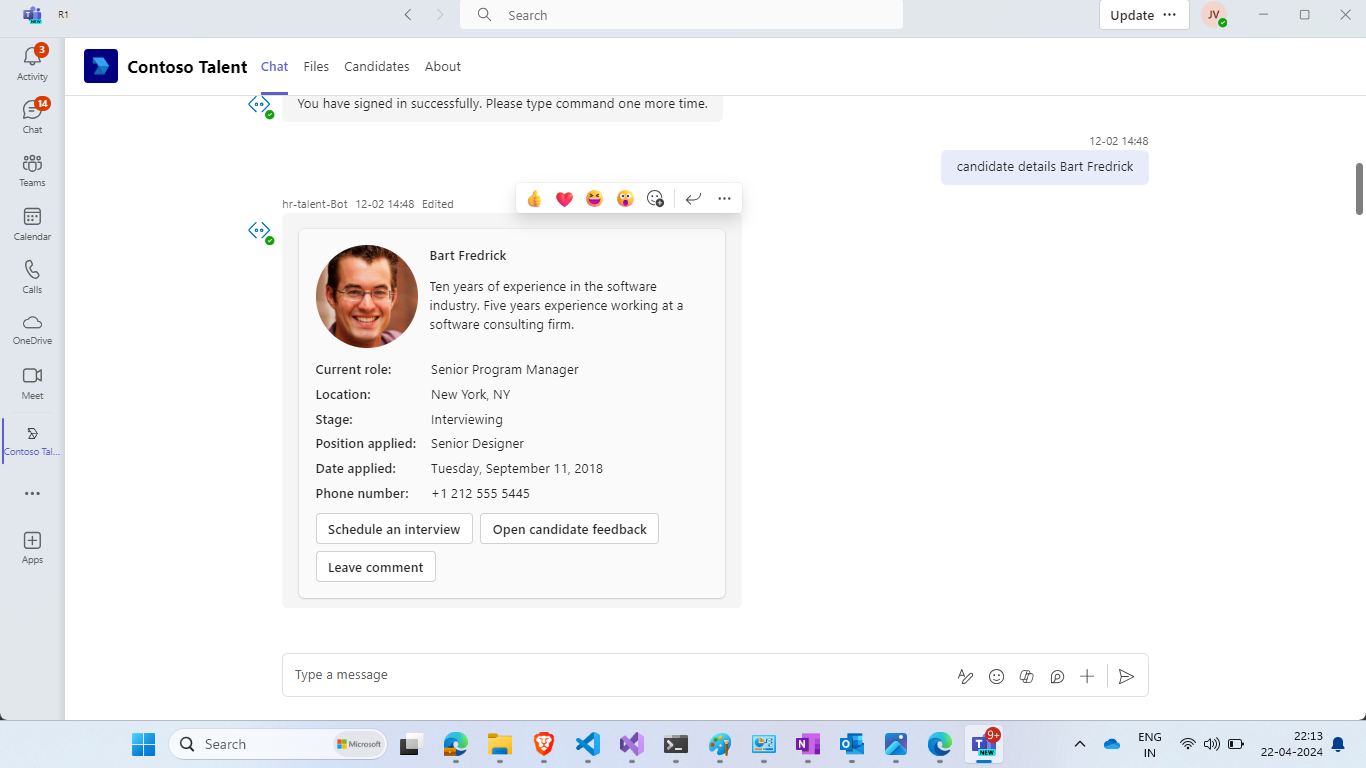 R1
Search
Update
JV
3
Activity
14
Chat
Teams
Calendar
Calls
OneDrive
Meet
Contoso Tal...
Apps
Contoso Talent
Chat
Files
Candidates
About
You have signed in successfully. Please type command one more time.
12-02 14:48
candidate details Bart Fredrick
hr-talent-Bot 12-02 14:48 Edited
Bart Fredrick
Ten years of experience in the software
industry. Five years experience working at a
software consulting firm.
Current role: Senior Program Manager
Location: New York, NY
Stage: Interviewing
Position applied: Senior Designer
Date applied: Tuesday, September 11, 2018
Phone number: +1 212 555 5445
Schedule an interview
Open candidate feedback
Leave comment
Type a message
Search
Microsoft
9+
NEW
ENG
IN
22:13
22-04-2024